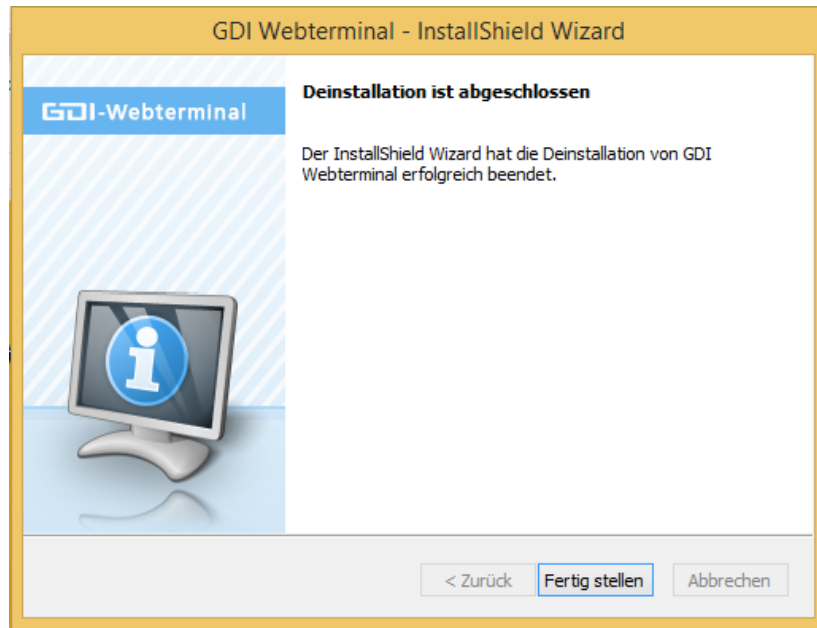 GDI Webterminal - InstallShield Wizard
GDI-Webterminal
Deinstallation ist abgeschlossen
Der InstallShield Wizard hat die Deinstallation von GDI
Webterminal erfolgreich beendet.
< Zurück
Fertig stellen
Abbrechen